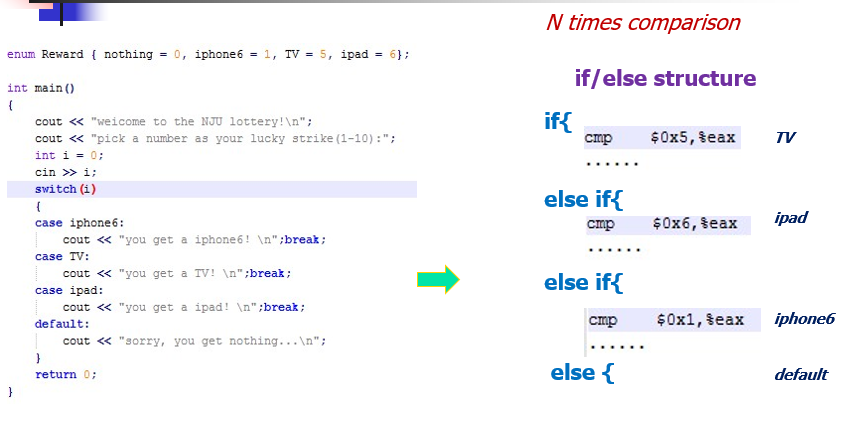 enum Reward { nothing = 0, iphone6 = 1, TV = 5, ipad = 6};
int main()
{
cout << "weicome to the NJU lottery!\n";
cout << "pick a number as your lucky strike(1-10):";
int i = 0;
cin >> i;
switch(i)
{
case iphone6:
cout << "you get a iphone6! \n";break;
case TV:
cout << "you get a TV! \n";break;
case ipad:
cout << "you get a ipad! \n";break;
default:
cout << "sorry, you get nothing...\n";
}
return 0;
}
N times comparison
if/else structure
if{
cmp $0x5,%eax TV
......
else if{
cmp $0x6,%eax ipad
......
else if{
cmp $0x1,%eax iphone6
......
else { default